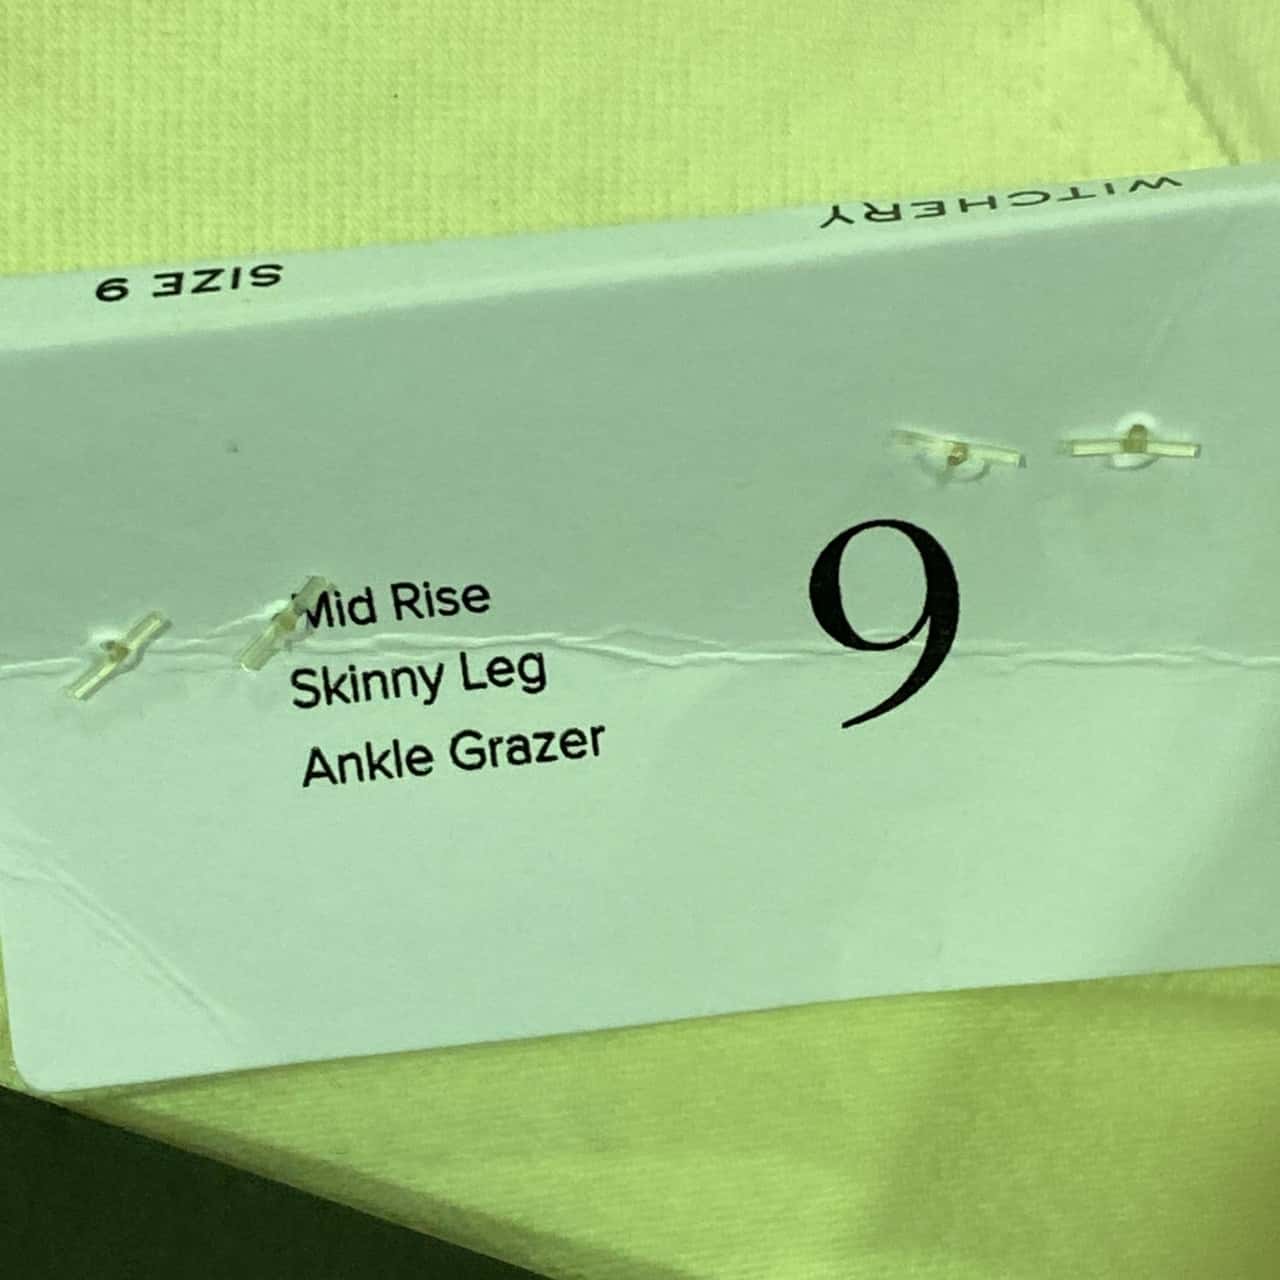 WITCHERY
SIZE 9
Mid Rise
Skinny Leg
Ankle Grazer
9